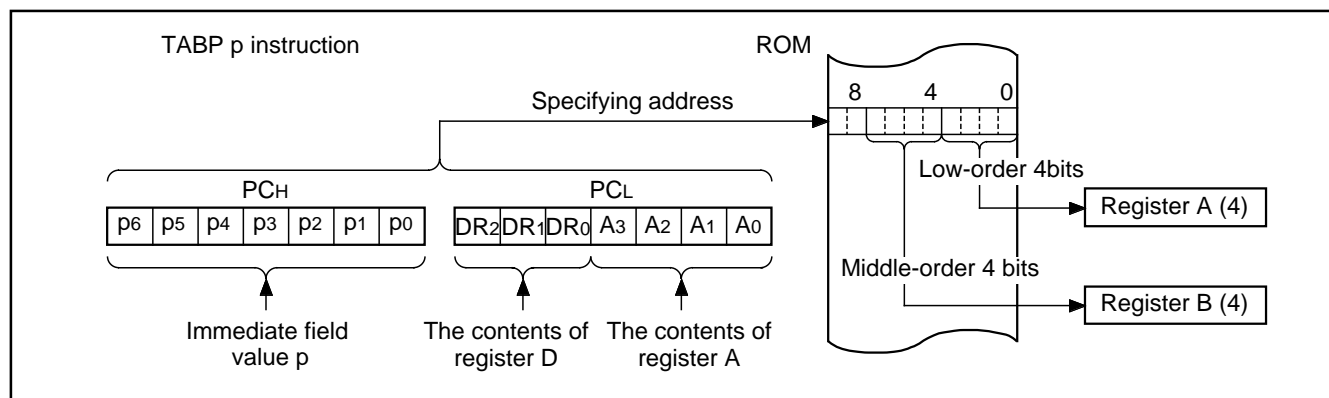 TABP p instruction
ROM
8 4 0
Specifying address
Low-order 4bits
PCH
PCL
p6 p5 p4 p3 p2 p1 p0
DR2 DR1 DR0 A3 A2 A1 A0
Register A (4)
Middle-order 4 bits
Register B (4)
Immediate field
value p
The contents of
register D
The contents of
register A